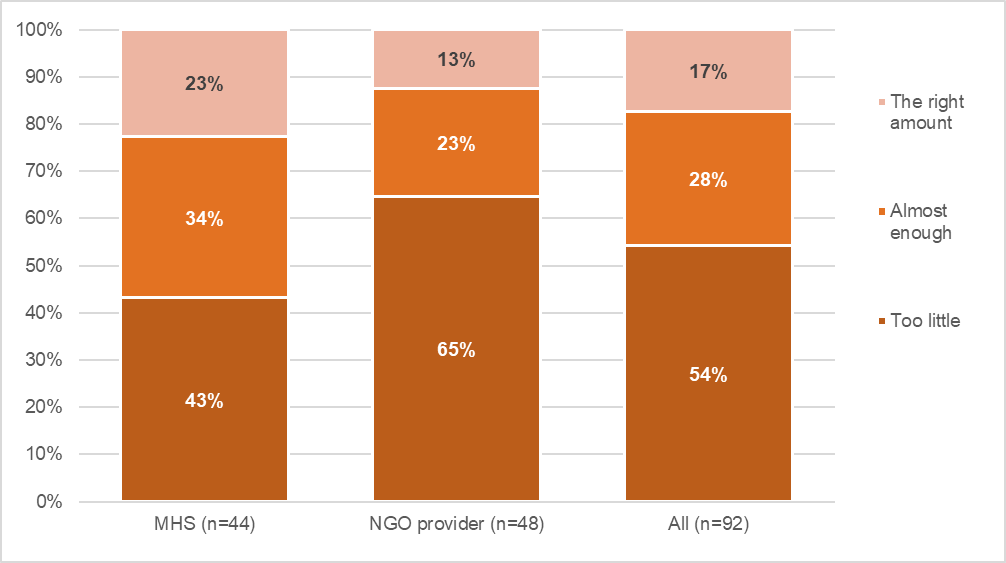 100%
90%
80%
70%
60%
50%
40%
30%
20%
10%
0%
23%
34%
43%
13%
23%
65%
17%
28%
54%
MHS (n=44)
NGO provider (n=48)
All (n=92)
The right
amount
Almost
enough
Too little